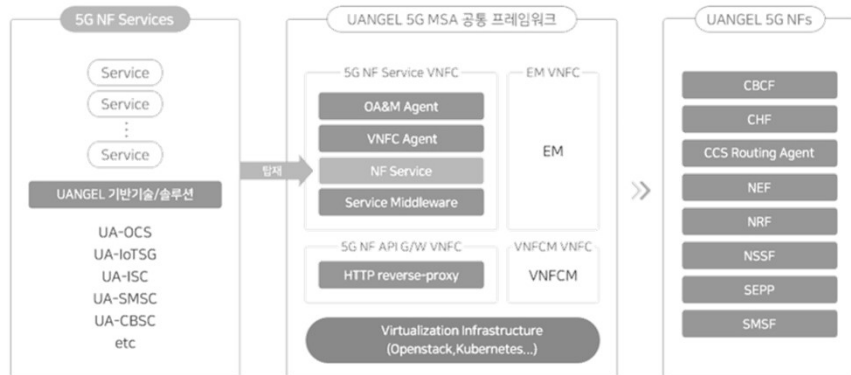 5G NF Services
Service
Service
⋮
Service
UANGEL 기반기술/솔루션
UA-OCS
UA-IoTSG
UA-ISC
UA-SMSC
UA-CBSC
etc
탑재
UANGEL 5G MSA 공통 프레임워크
5G NF Service VNFC
OA&M Agent
VNFC Agent
NF Service
Service Middleware
EM VNFC
EM
5G NF API G/W VNFC
HTTP reverse-proxy
VNFCM VNFC
VNFCM
Virtualization Infrastructure
(Openstack,Kubernetes...)
UANGEL 5G NFs
CBCF
CHF
CCS Routing Agent
NEF
NRF
NSSF
SEPP
SMSF